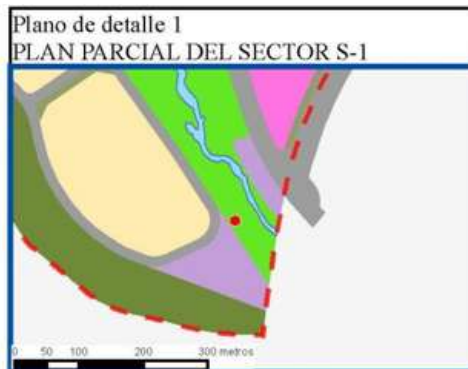 Plano de detalle 1
PLAN PARCIAL DEL SECTOR S-1
0 50 100 200 300 metros